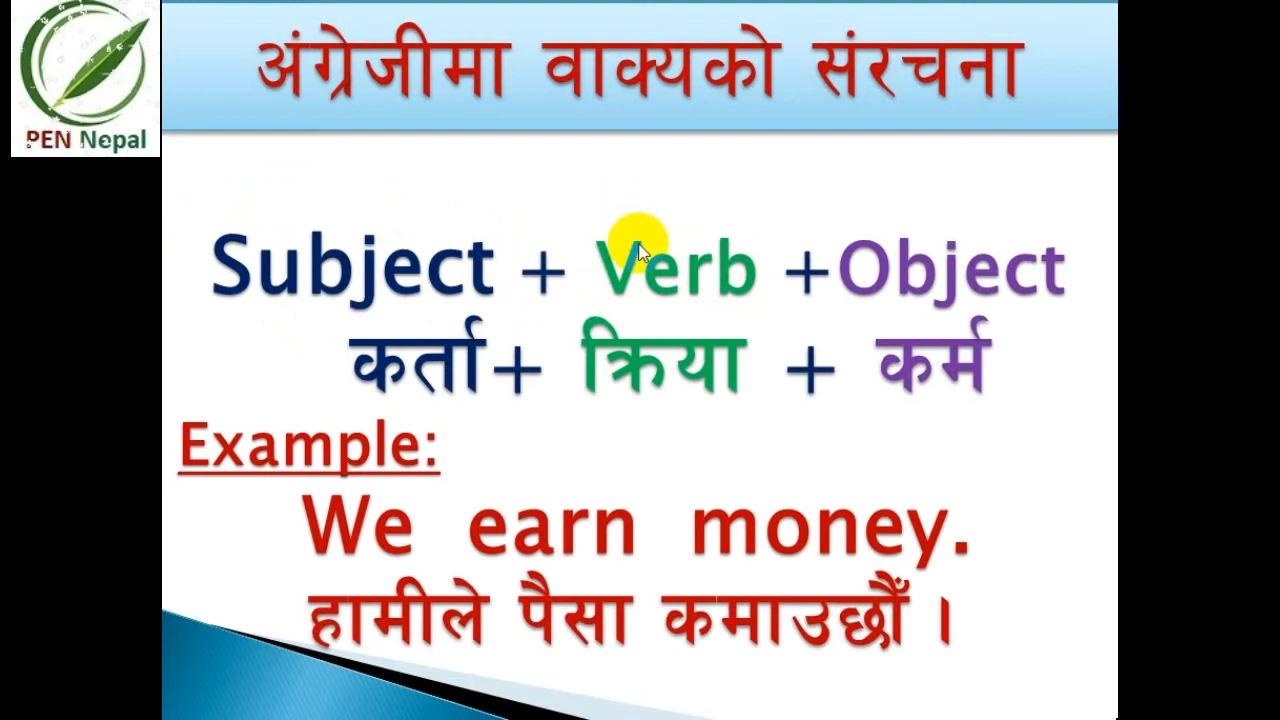 PEN Nepal
अंग्रेजीमा वाक्यको संरचना
Subject + Verb +Object
कर्ता+ क्रिया + कर्म
Example:
We earn money.
हामीले पैसा कमाउछौँ ।